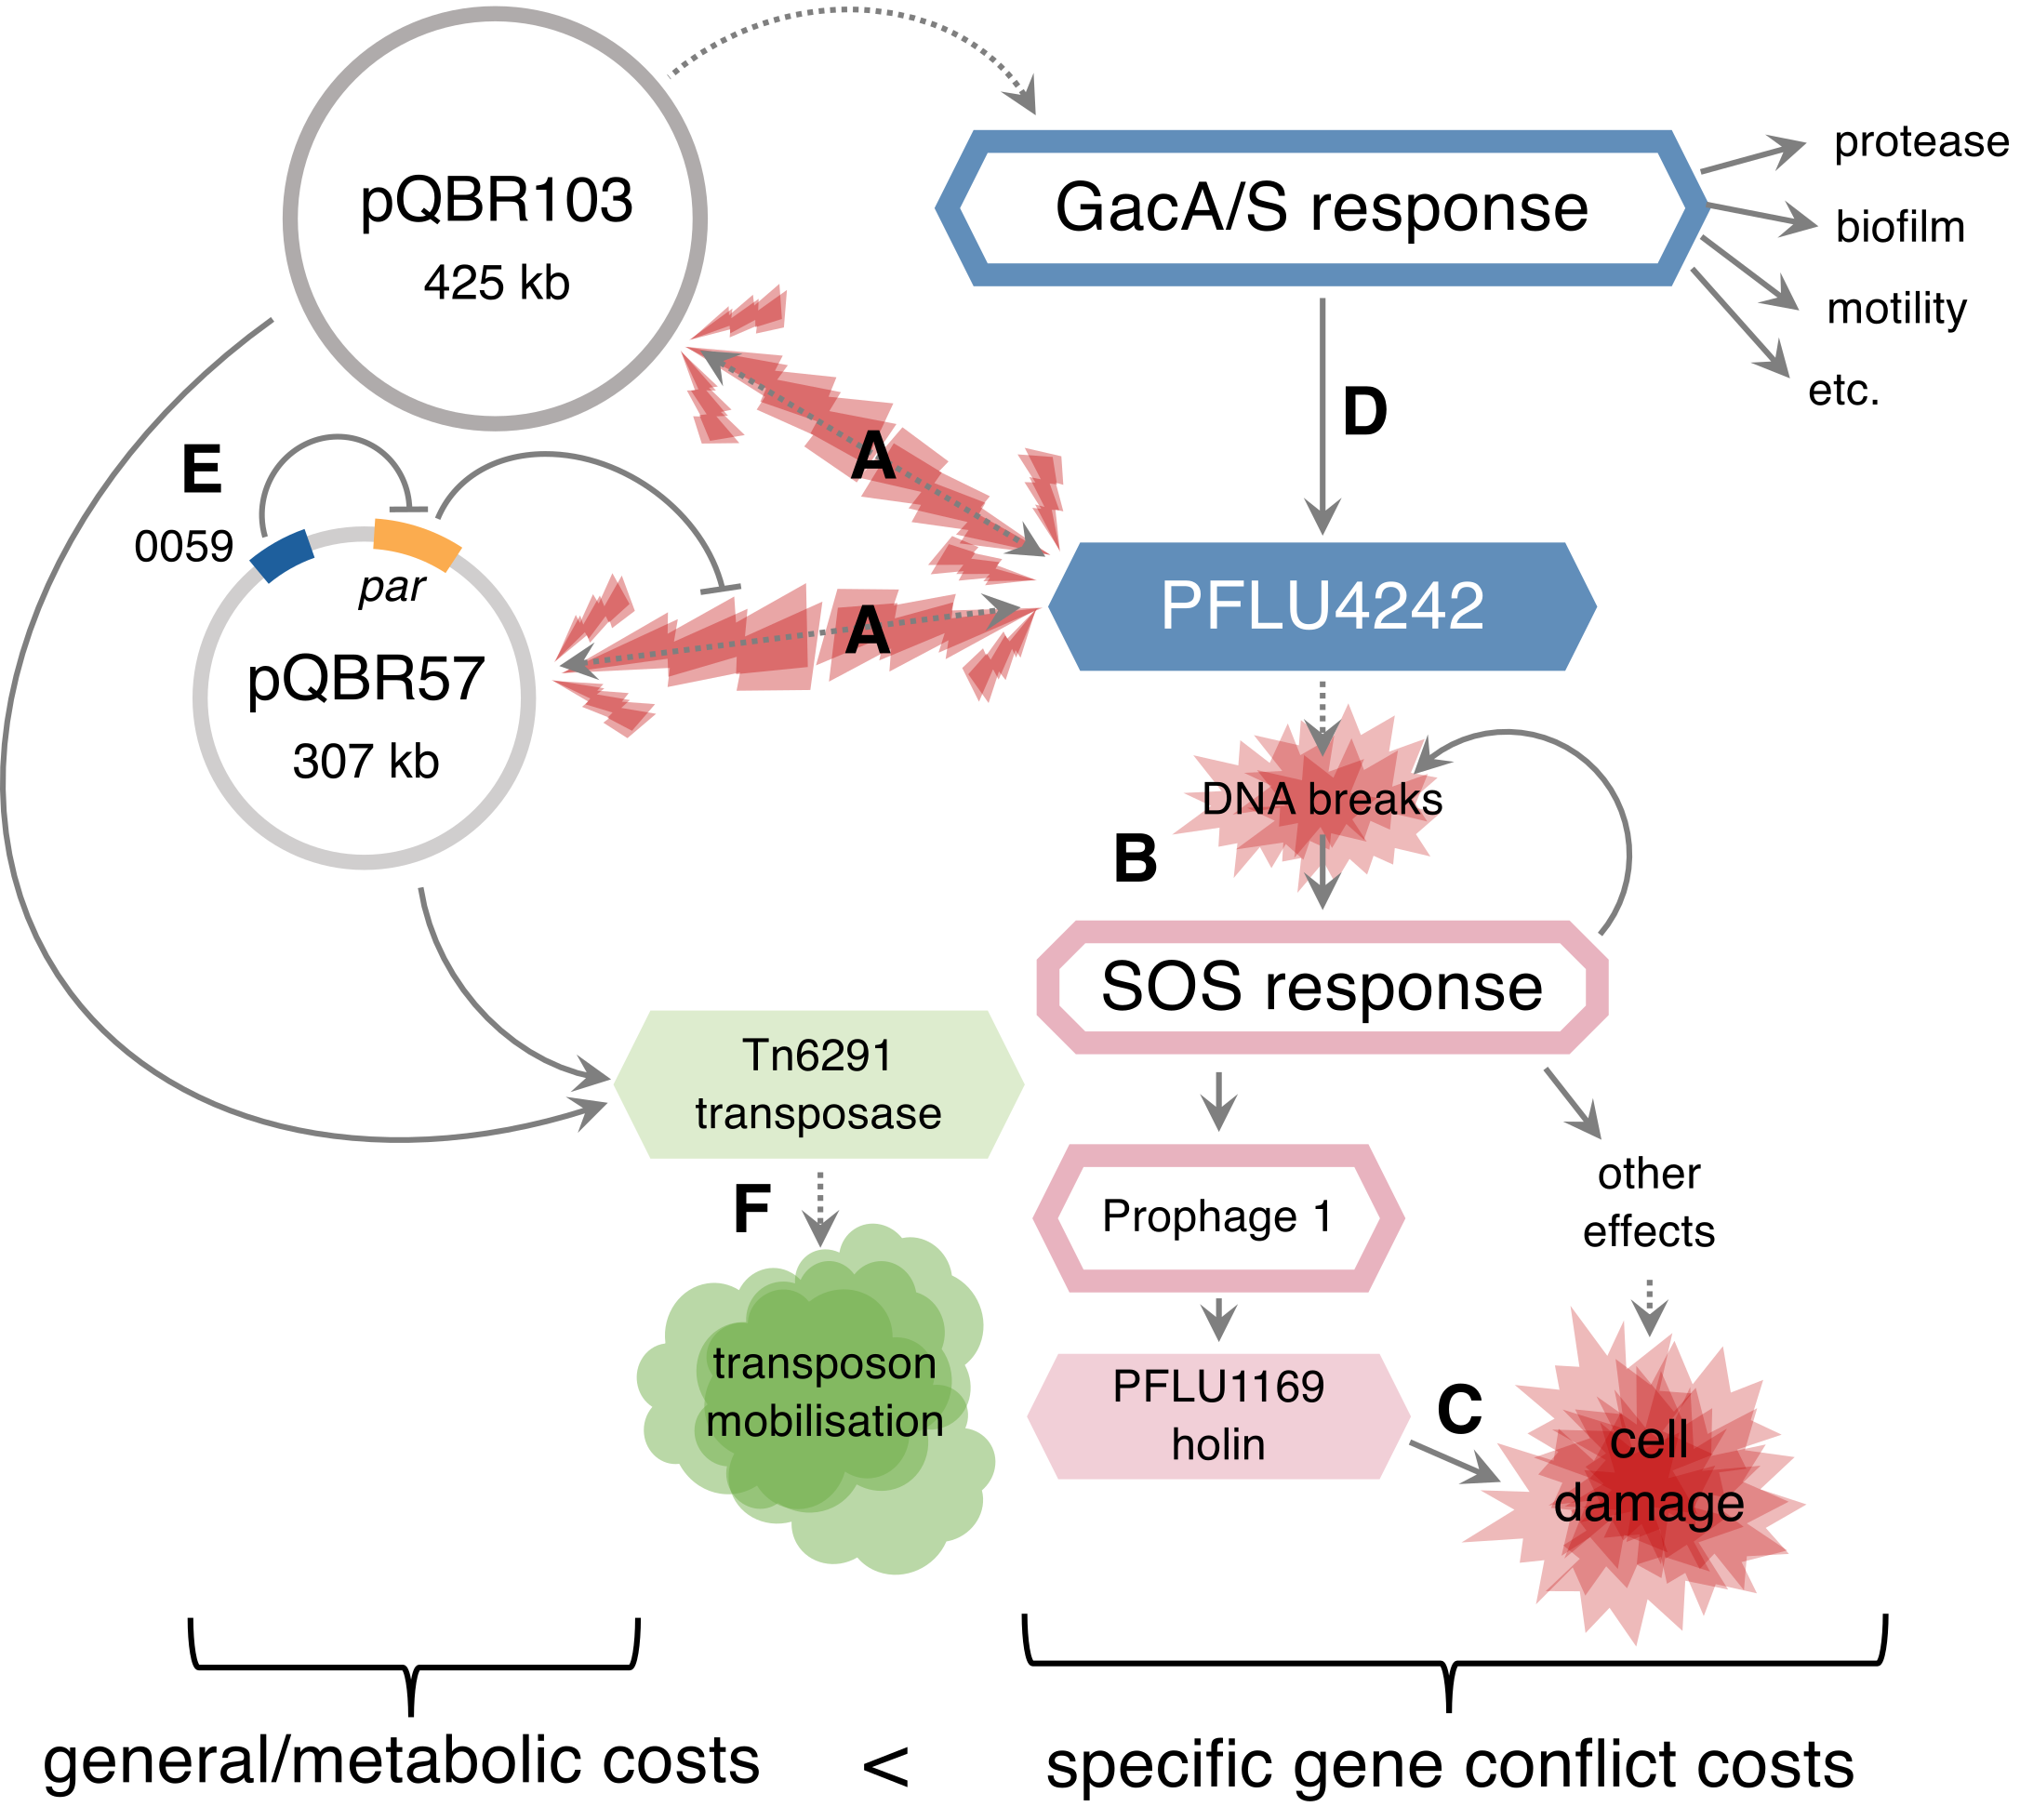 pQBR103
425 kb
GacA/S response
protease
biofilm
motility
etc.
D
A
E
0059
par
A
pQBR57
307 kb
PFLU4242
DNA breaks
B
SOS response
Tn6291
transposase
F
transposon
mobilisation
Prophage 1
other
effects
PFLU1169
holin
C
cell
damage
general/metabolic costs
<
specific gene conflict costs